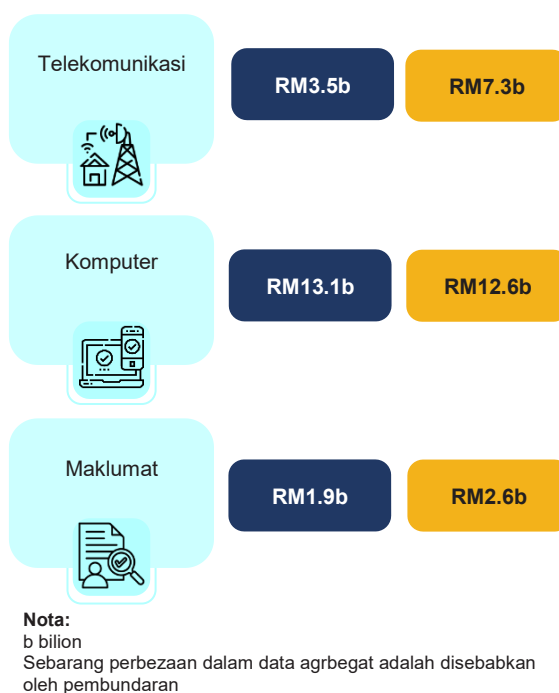 Telekomunikasi
RM3.5b
RM7.3b
Komputer
RM13.1b
RM12.6b
Maklumat
RM1.9b
RM2.6b
Nota:
b bilion
Sebarang perbezaan dalam data agrbegat adalah disebabkan
oleh pembundaran